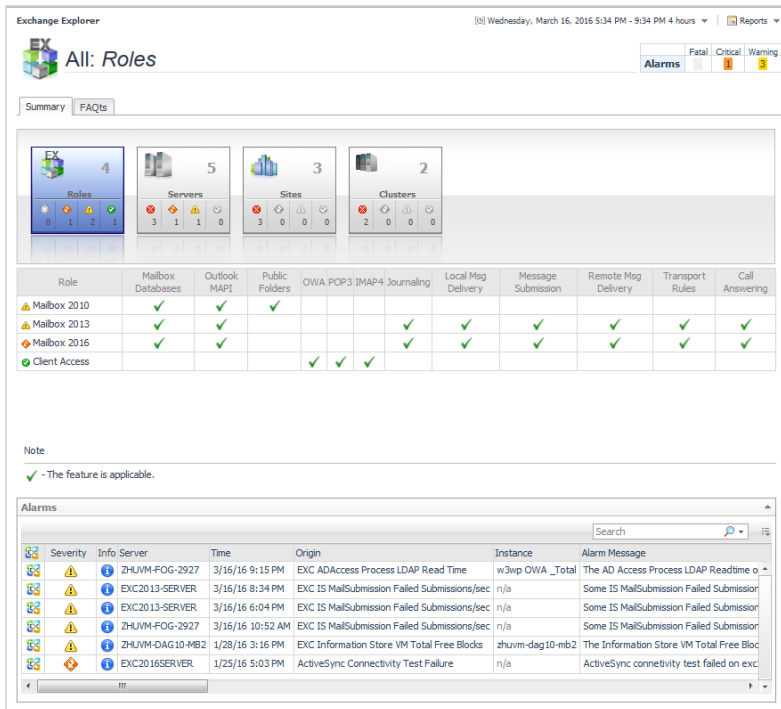 Exchange Explorer
Wednesday, March 16, 2016 5:34 PM - 9:34 PM 4 hours Reports
EX
All: Roles
Fatal Critical Warning
Alarms 1 3
Summary FAQts
EX 4 5 3 2
Roles Servers Sites Clusters
0 1 2 1 3 1 1 0 3 0 0 0 2 0 0 0
Role Mailbox Databases Outlook MAPI Public Folders OWA POP3 IMAP4 Journaling Local Msg Delivery Message Submission Remote Msg Delivery Transport Rules Call Answering
Mailbox 2010
Mailbox 2013
Mailbox 2016
Client Access
Note
- The feature is applicable.
Alarms
Search
Severity Info Server Time Origin Instance Alarm Message
ZHUVM-FOG-2927 3/16/16 9:15 PM EXC ADAccess Process LDAP Read Time w3wp OWA _Total The AD Access Process LDAP Readtime o
EXC2013-SERVER 3/16/16 8:34 PM EXC IS MailSubmission Failed Submissions/sec n/a Some IS MailSubmission Failed Submission
EXC2013-SERVER 3/16/16 6:04 PM EXC IS MailSubmission Failed Submissions/sec n/a Some IS MailSubmission Failed Submission
ZHUVM-FOG-2927 3/16/16 10:52 AM EXC IS MailSubmission Failed Submissions/sec n/a Some IS MailSubmission Failed Submission
ZHUVM-DAG10-MB2 1/28/16 3:16 PM EXC Information Store VM Total Free Blocks zhuvm-dag10-mb2 The Information Store VM Total Free Bloc
EXC2016SERVER 1/25/16 5:03 PM ActiveSync Connectivity Test Failure n/a ActiveSync connetivity test failed on exc